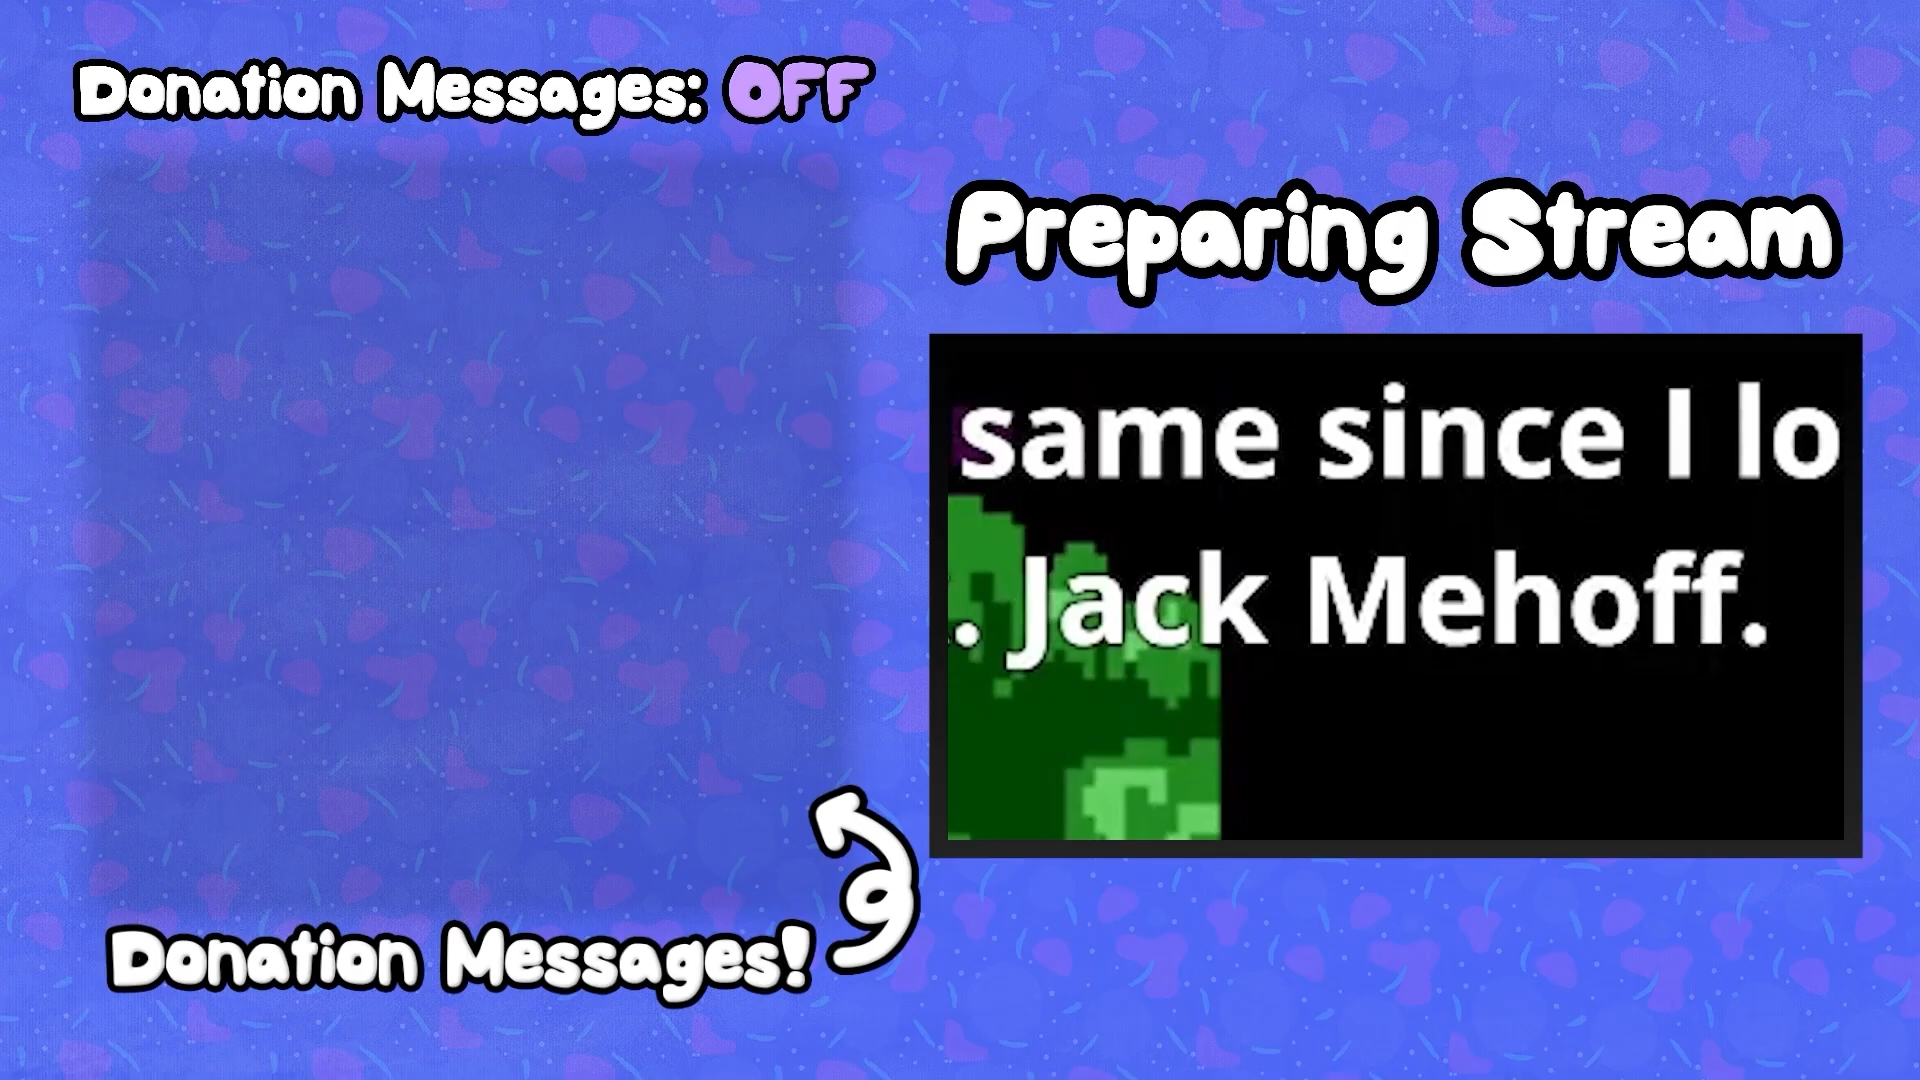 Donation Messages: OFF
Preparing Stream
same since I lo
. Jack Mehoff.
Donation Messages!